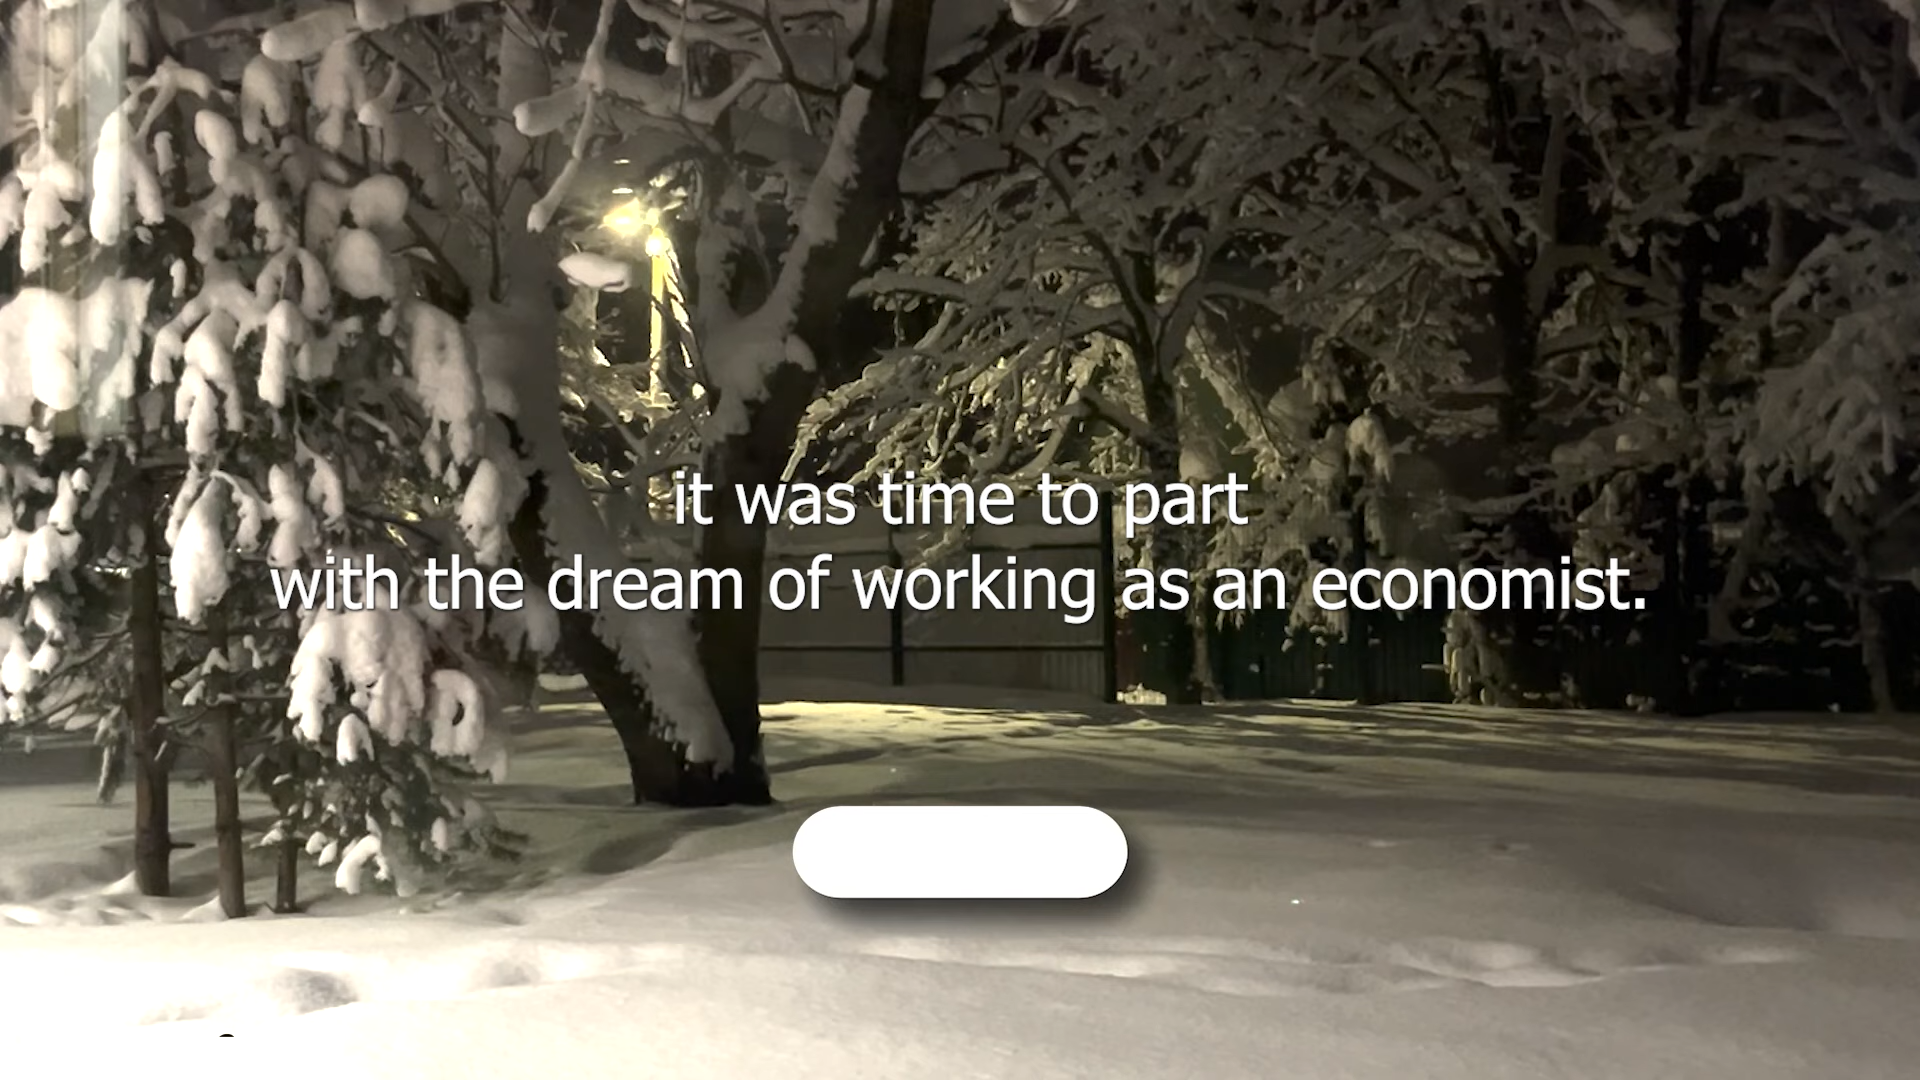 it was time to part
with the dream of working as an economist.